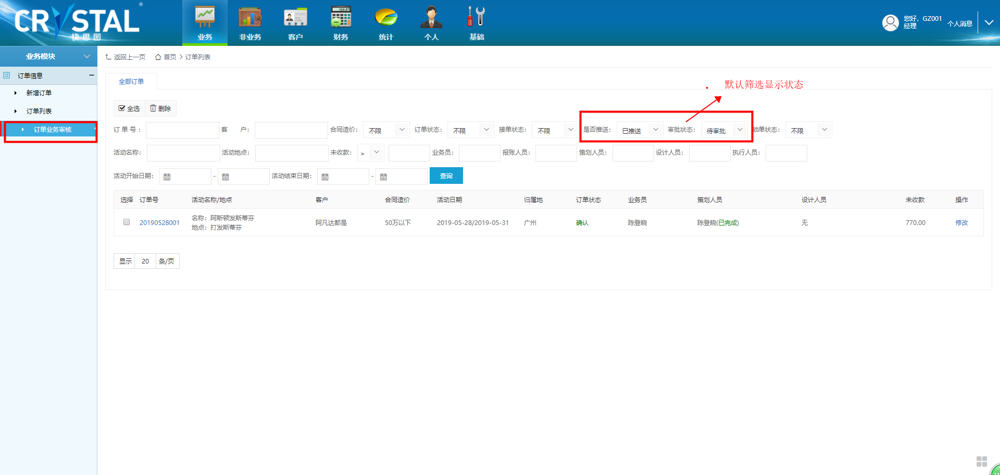 CRYSTAL®
快思图
业务
非业务
客户
财务
统计
个人
基础
您好，GZ001
经理
个人消息
业务模块
订单信息
新增订单
订单列表
订单业务审核
返回上一页 首页 > 订单列表
全部订单
默认筛选显示状态
全选 删除
订 单 号： 客 户： 合同造价： 不限 订单状态： 不限 接单状态： 不限 是否推送： 已推送 审批状态： 待审批 锁单状态： 不限
活动名称： 活动地点： 未收款： > 业务员： 报账人员： 策划人员： 设计人员： 执行人员：
活动开始日期： - 活动结束日期： - 查询
选择 订单号 活动名称/地点 客户 合同造价 活动日期 归属地 订单状态 业务员 策划人员 设计人员 未收款 操作
名称：阿斯顿发斯蒂芬
20190528001 阿凡达都是 50万以下 2019-05-28/2019-05-31 广州 确认 陈登晓 陈登晓(已完成) 无 770.00 修改
地点：打发斯蒂芬
显示 20 条/页